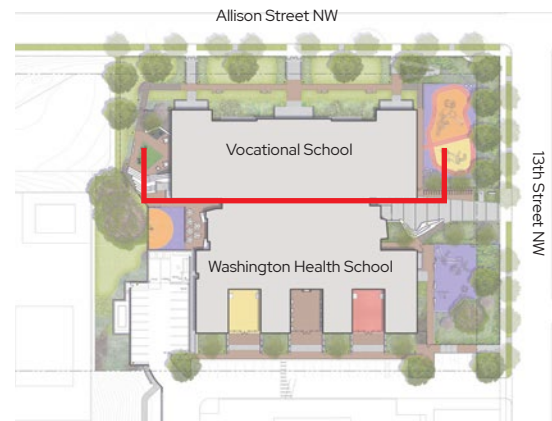 Allison Street NW
Vocational School
13th Street NW
Washington Health School